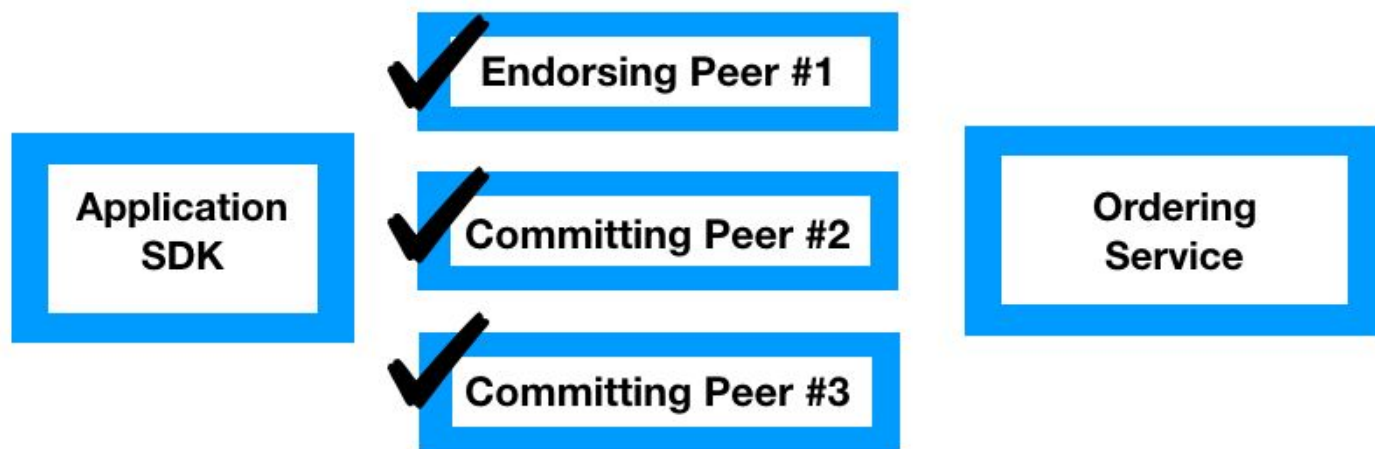 Application
SDK
Endorsing Peer #1
Committing Peer #2
Committing Peer #3
Ordering
Service